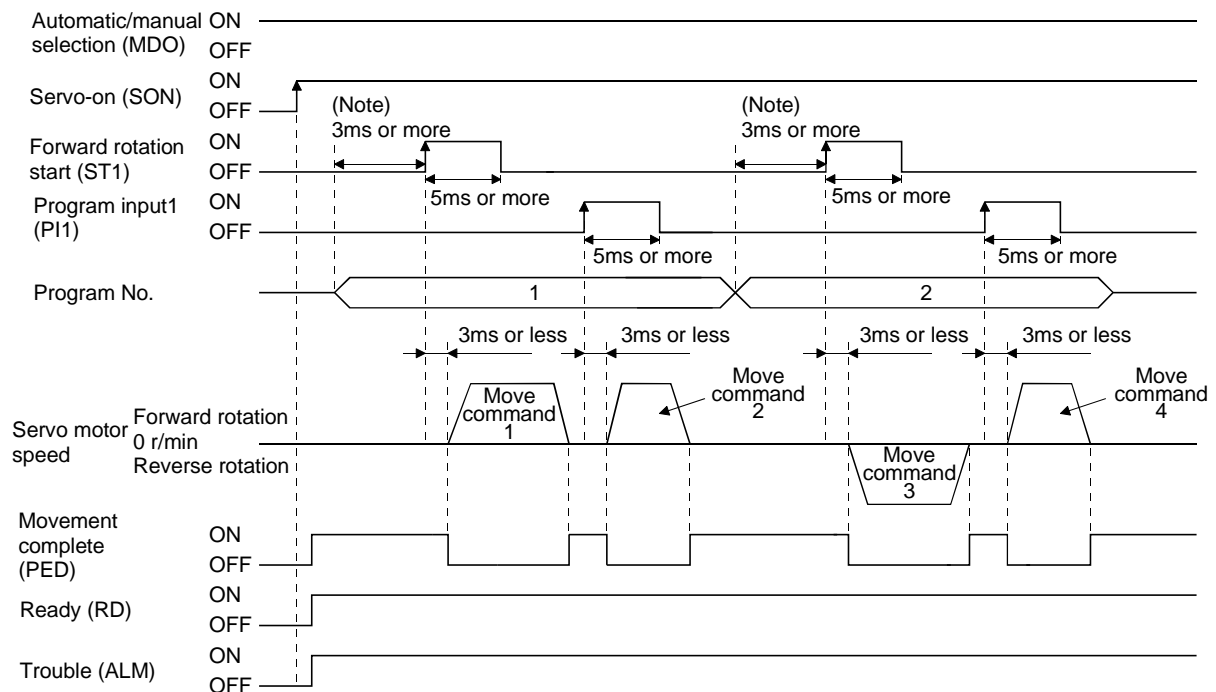 Automatic/manual ON
selection (MDO) OFF
ON
Servo-on (SON)
OFF
(Note)
3ms or more
(Note)
3ms or more
Forward rotation ON
start (ST1) OFF
5ms or more
5ms or more
Program input1 ON
(PI1) OFF
5ms or more
5ms or more
Program No.
1
2
3ms or less
3ms or less
3ms or less
3ms or less
Servo motor
speed
Forward rotation
0 r/min
Reverse rotation
Move
command
1
Move
command
2
Move
command
3
Move
command
4
Movement
complete
(PED)
ON
OFF
Ready (RD)
ON
OFF
Trouble (ALM)
ON
OFF